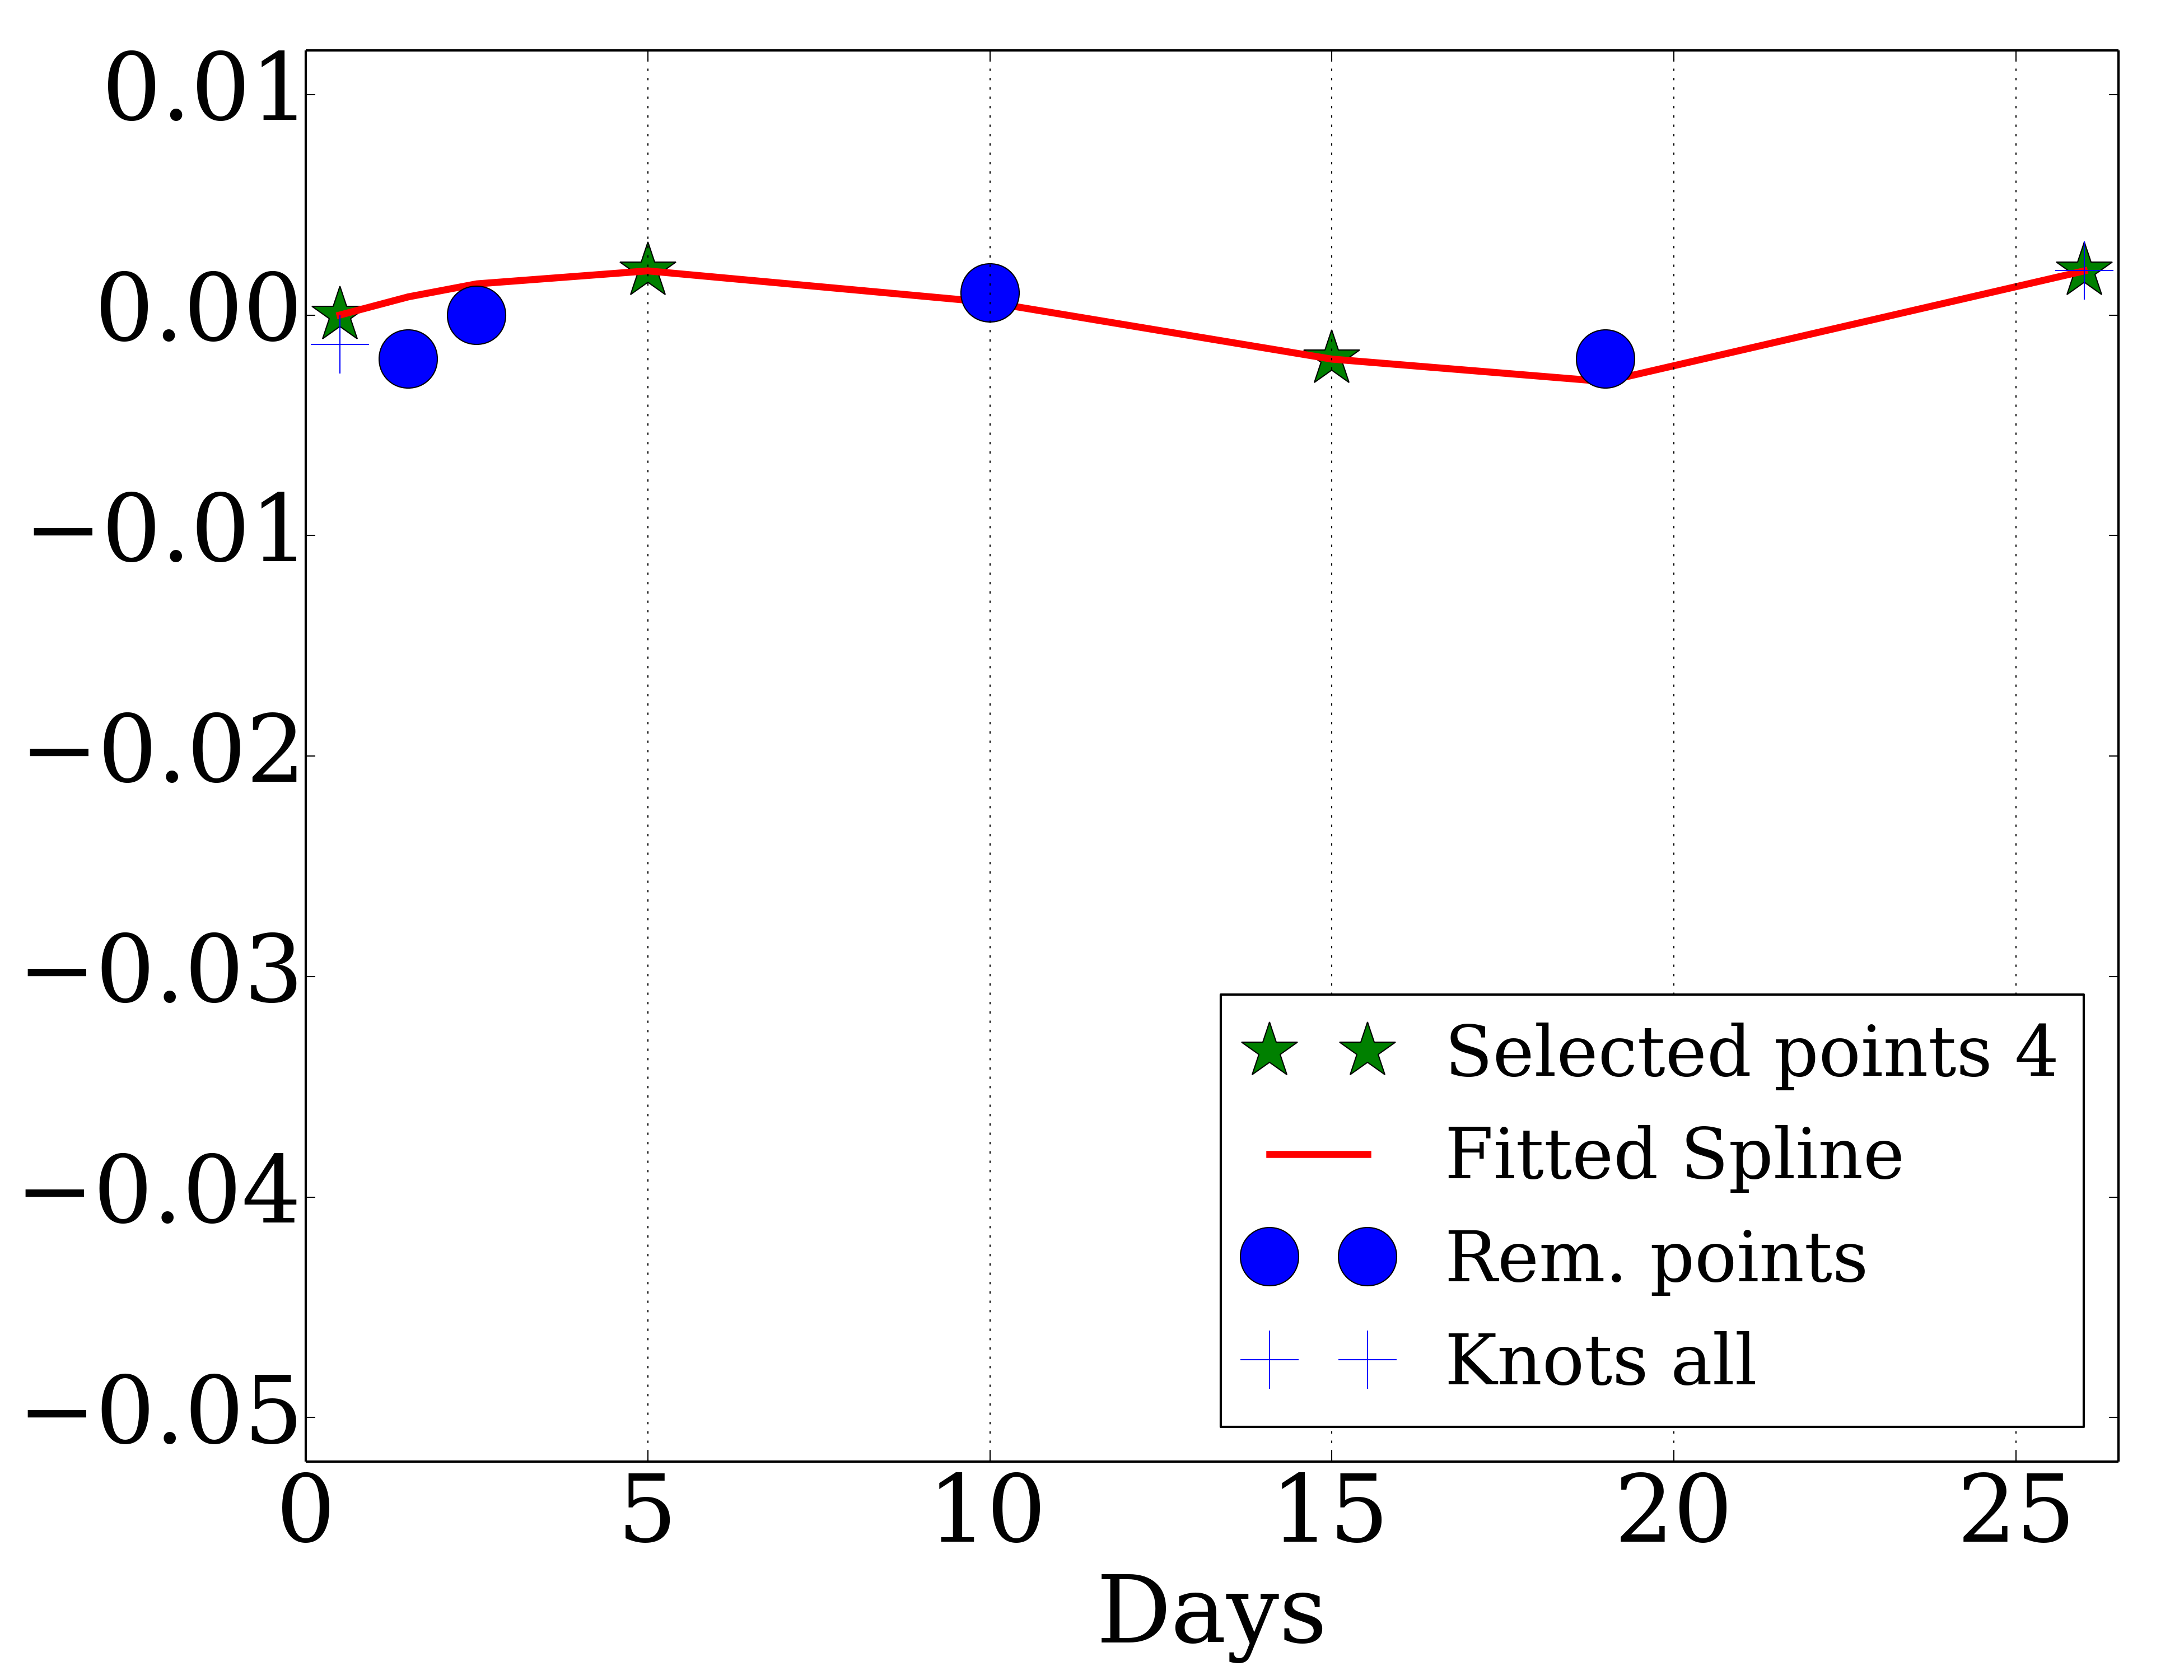 0.01
0.00
−0.01
−0.02
−0.03
−0.04
−0.05
Selected points 4
Fitted Spline
Rem. points
Knots all
0 5 10 15 20 25
Days